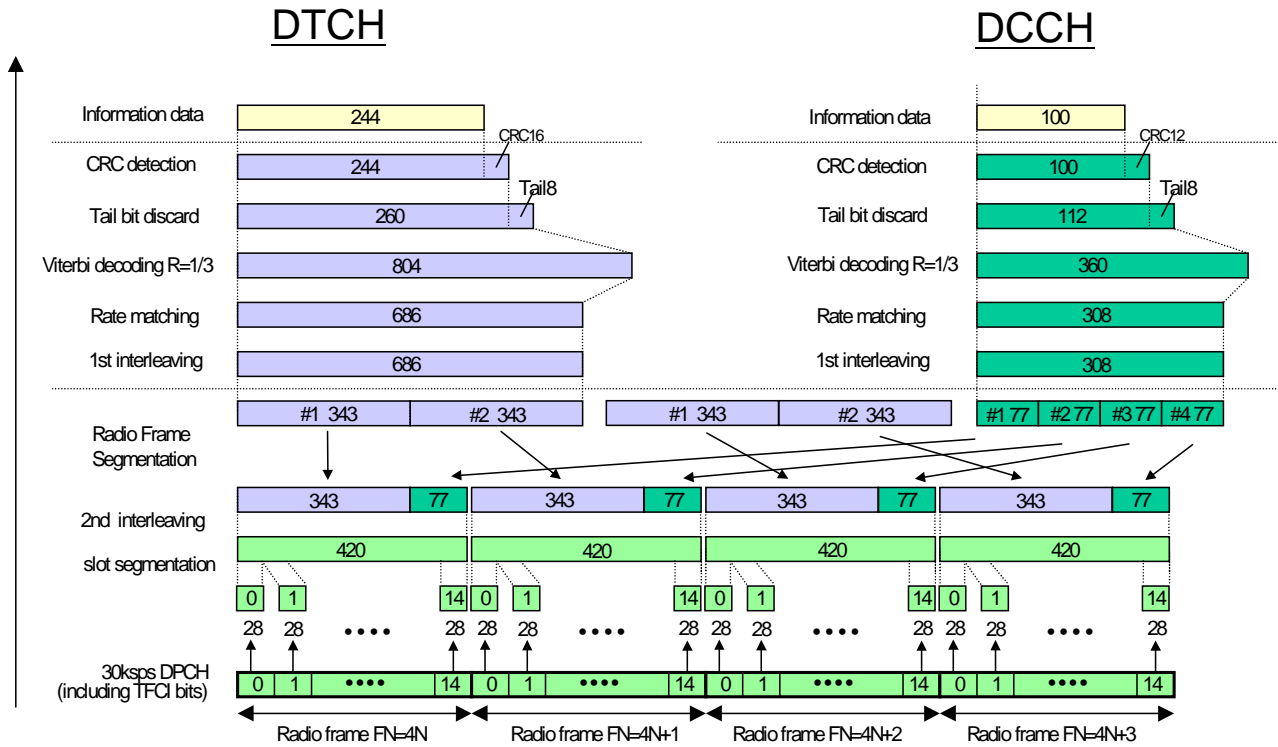 DTCH DCCH
Information data 244 Information data 100
CRC16 CRC12
CRC detection 244 CRC detection 100
Tail8 Tail8
Tail bit discard 260 Tail bit discard 112
Viterbi decoding R=1/3 804 Viterbi decoding R=1/3 360
Rate matching 686 Rate matching 308
1st interleaving 686 1st interleaving 308
#1 343 #2 343 #1 343 #2 343 #1 77 #2 77 #3 77 #4 77
Radio Frame
Segmentation
343 77 343 77 343 77 343 77
2nd interleaving
420 420 420 420
slot segmentation
0 1 14 0 1 14 0 1 14 0 1 14
28 28 •••• 28 28 28 •••• 28 28 28 •••• 28 28 28 •••• 28
30ksps DPCH
(including TFCI bits)
0 1 •••• 14 0 1 •••• 14 0 1 •••• 14 0 1 •••• 14
Radio frame FN=4N Radio frame FN=4N+1 Radio frame FN=4N+2 Radio frame FN=4N+3